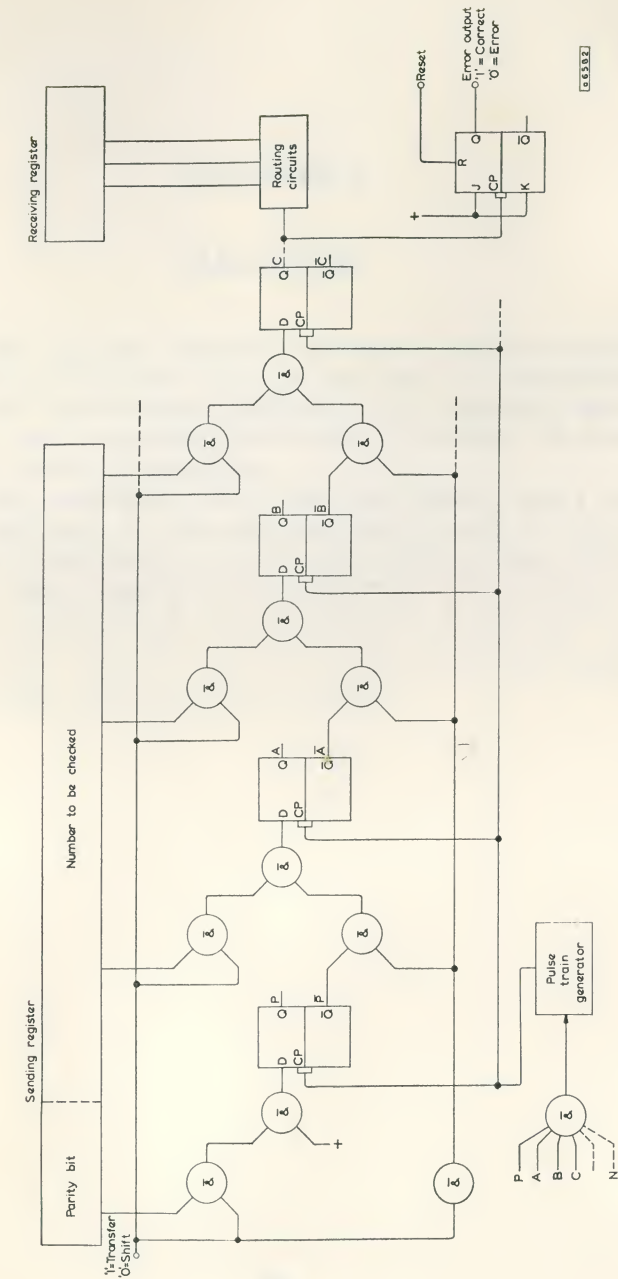 Sending register
Parity bit
Number to be checked
Receiving register
'1'=Transfer
'0'=Shift
&
&
&
&
&
&
&
&
&
&
&
&
D
Q
P
CP
Q̅
P̅
D
Q
A
CP
Q̅
A̅
D
Q
B
CP
Q̅
B̅
D
Q
C
CP
Q̅
C̅
Routing
circuits
+
+
Reset
R
J
Q
CP
K
Q̅
Error output
'1' = Correct
'0' = Error
P
A
B
C
N
&
Pulse
train
generator
a6582